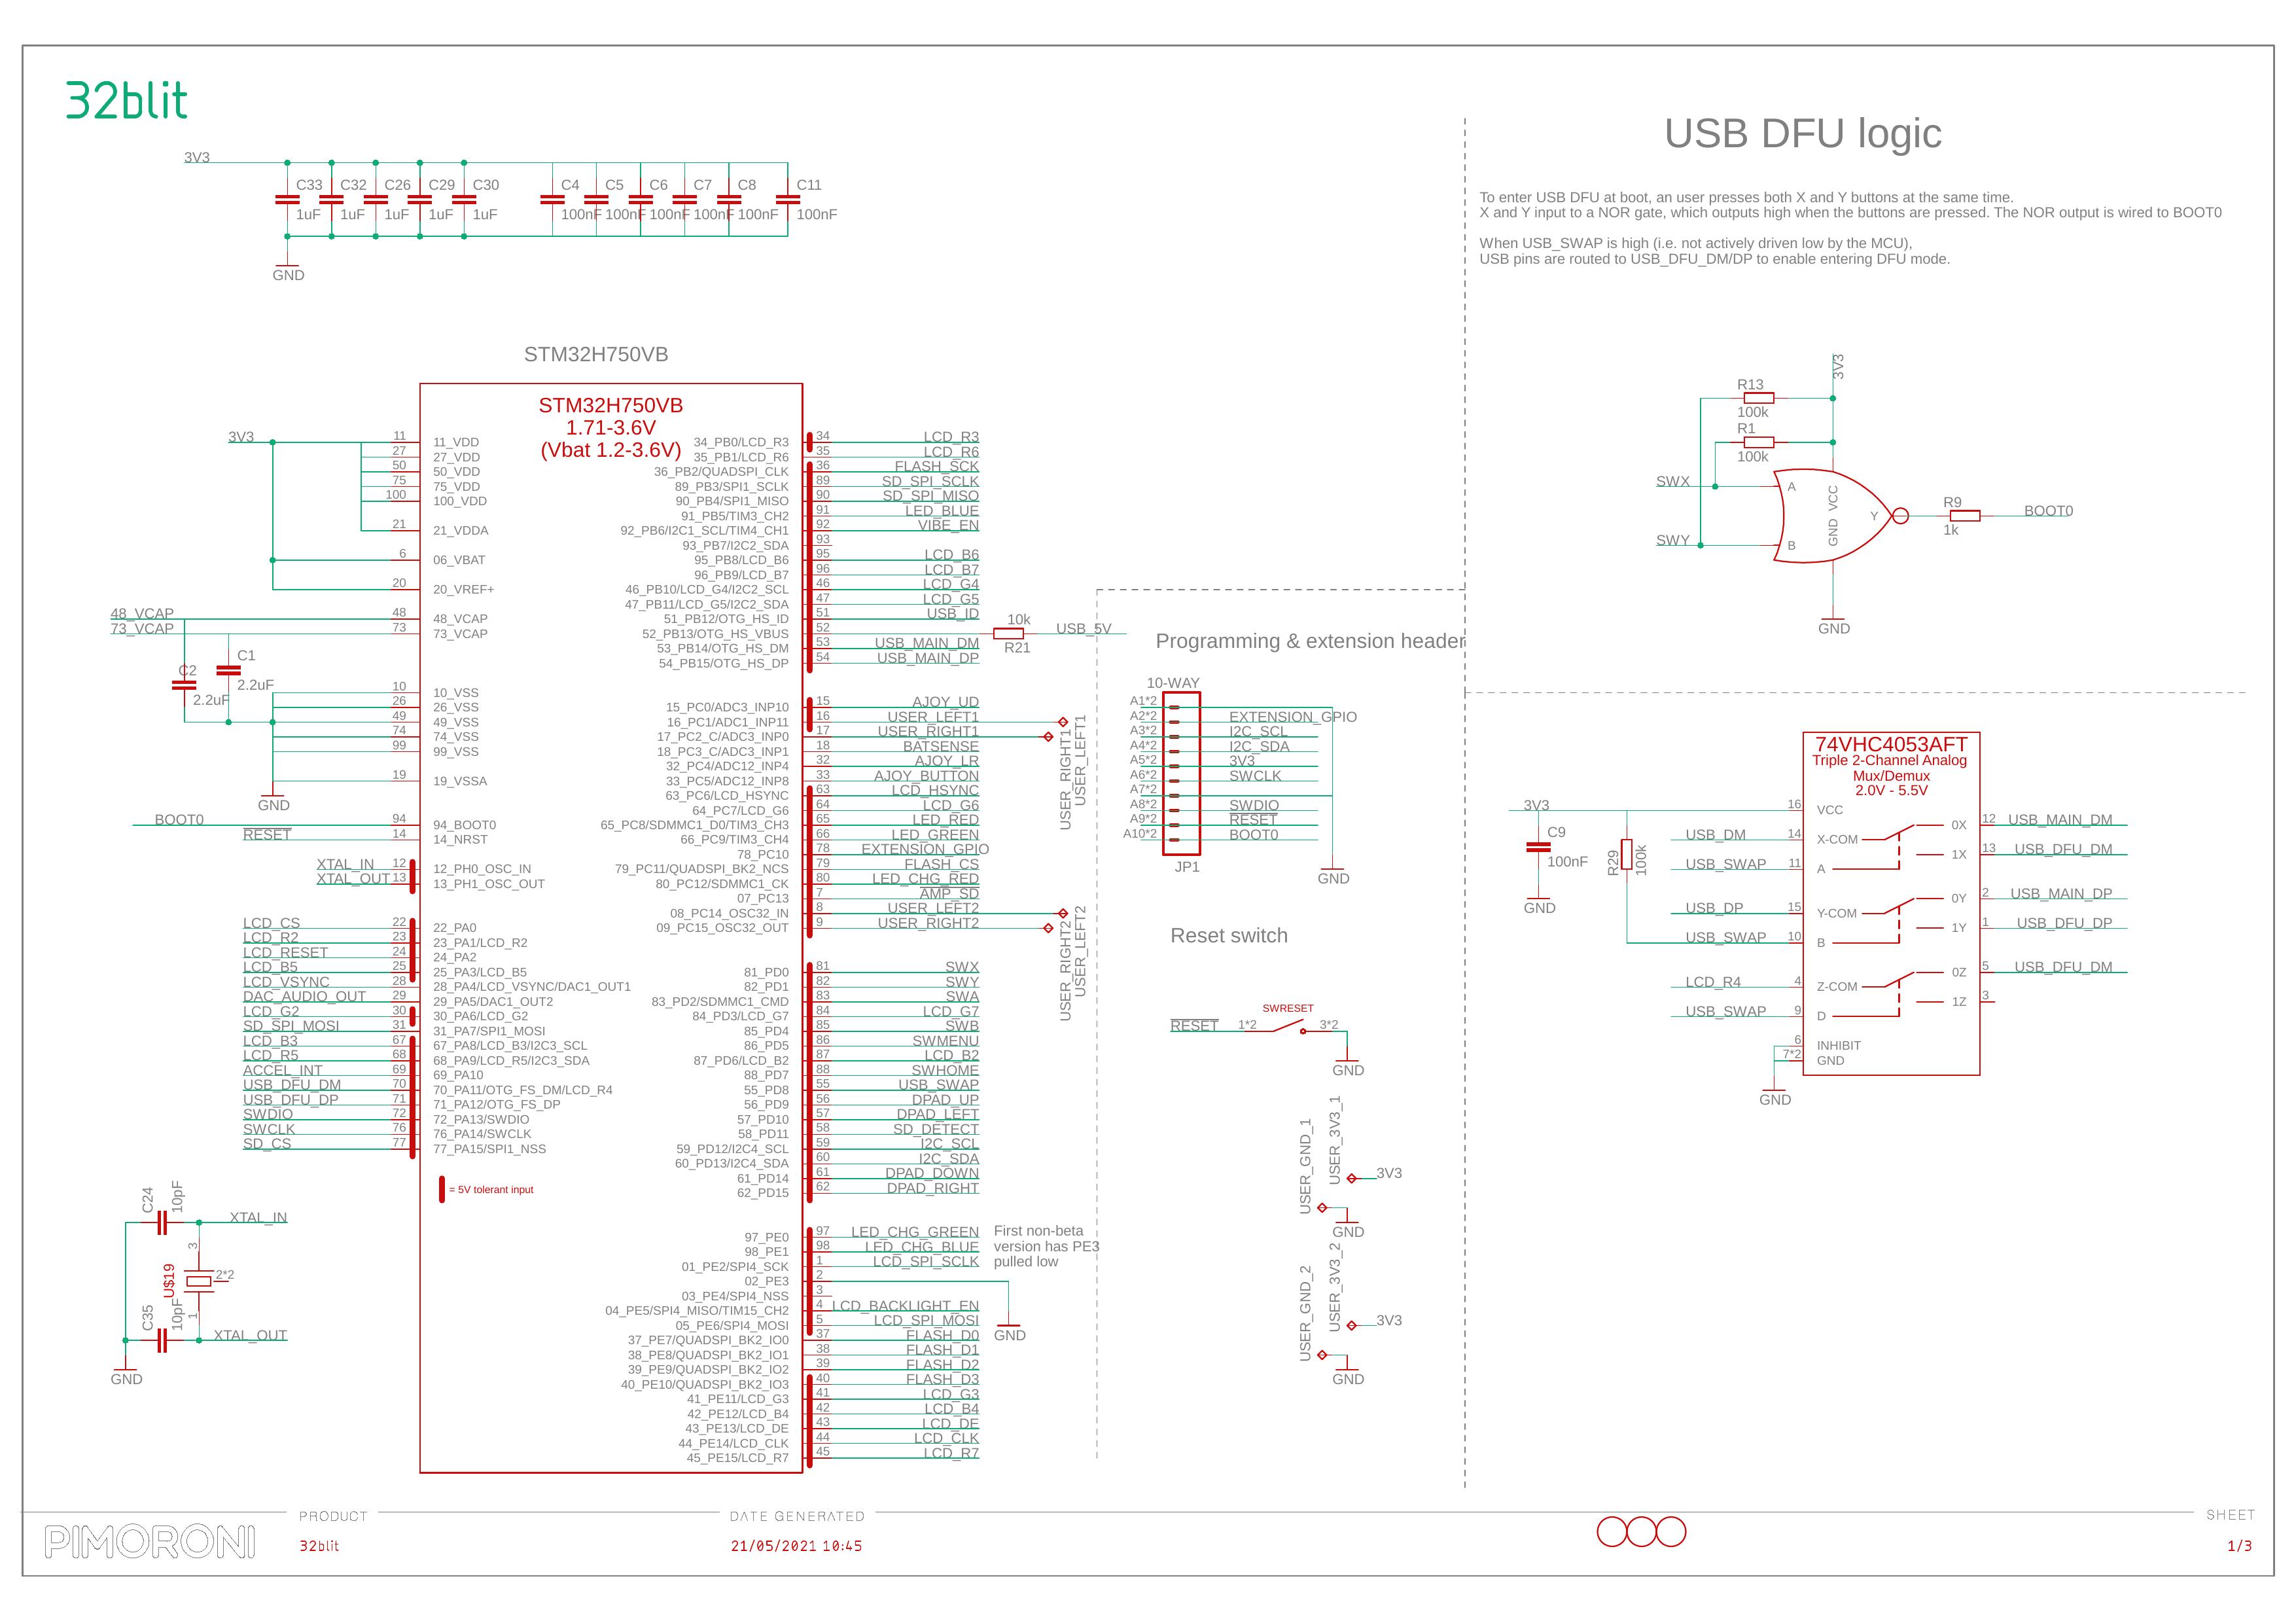 32blit
3V3
C33 C32 C26 C29 C30 C4 C5 C6 C7 C8 C11
1uF 1uF 1uF 1uF 1uF 100nF 100nF 100nF 100nF 100nF 100nF
GND
STM32H750VB
STM32H750VB
1.71-3.6V
(Vbat 1.2-3.6V)
3V3 11 11_VDD
27 27_VDD
50 50_VDD
75 75_VDD
100 100_VDD
21 21_VDDA
6 06_VBAT
20 20_VREF+
48_VCAP 48 48_VCAP
73_VCAP 73 73_VCAP
C2 2.2uF
C1 2.2uF
10 10_VSS
26 26_VSS
49 49_VSS
74 74_VSS
99 99_VSS
19 19_VSSA
GND
BOOT0 94 94_BOOT0
RESET 14 14_NRST
XTAL_IN 12 12_PH0_OSC_IN
XTAL_OUT 13 13_PH1_OSC_OUT
LCD_CS 22 22_PA0
LCD_R2 23 23_PA1/LCD_R2
LCD_RESET 24 24_PA2
LCD_B5 25 25_PA3/LCD_B5
LCD_VSYNC 28 28_PA4/LCD_VSYNC/DAC1_OUT1
DAC_AUDIO_OUT 29 29_PA5/DAC1_OUT2
LCD_G2 30 30_PA6/LCD_G2
SD_SPI_MOSI 31 31_PA7/SPI1_MOSI
LCD_B3 67 67_PA8/LCD_B3/I2C3_SCL
LCD_R5 68 68_PA9/LCD_R5/I2C3_SDA
ACCEL_INT 69 69_PA10
USB_DFU_DM 70 70_PA11/OTG_FS_DM/LCD_R4
USB_DFU_DP 71 71_PA12/OTG_FS_DP
SWDIO 72 72_PA13/SWDIO
SWCLK 76 76_PA14/SWCLK
SD_CS 77 77_PA15/SPI1_NSS
= 5V tolerant input
34_PB0/LCD_R3 34 LCD_R3
35_PB1/LCD_R6 35 LCD_R6
36_PB2/QUADSPI_CLK 36 FLASH_SCK
89_PB3/SPI1_SCLK 89 SD_SPI_SCLK
90_PB4/SPI1_MISO 90 SD_SPI_MISO
91_PB5/TIM3_CH2 91 LED_BLUE
92_PB6/I2C1_SCL/TIM4_CH1 92 VIBE_EN
93_PB7/I2C2_SDA 93
95_PB8/LCD_B6 95 LCD_B6
96_PB9/LCD_B7 96 LCD_B7
46_PB10/LCD_G4/I2C2_SCL 46 LCD_G4
47_PB11/LCD_G5/I2C2_SDA 47 LCD_G5
51_PB12/OTG_HS_ID 51 USB_ID
52_PB13/OTG_HS_VBUS 52 10k R21 USB_5V
53_PB14/OTG_HS_DM 53 USB_MAIN_DM
54_PB15/OTG_HS_DP 54 USB_MAIN_DP
15_PC0/ADC3_INP10 15 AJOY_UD
16_PC1/ADC1_INP11 16 USER_LEFT1 USER_LEFT1
17_PC2_C/ADC3_INP0 17 USER_RIGHT1 USER_RIGHT1
18_PC3_C/ADC3_INP1 18 BATSENSE
32_PC4/ADC12_INP4 32 AJOY_LR
33_PC5/ADC12_INP8 33 AJOY_BUTTON
63_PC6/LCD_HSYNC 63 LCD_HSYNC
64_PC7/LCD_G6 64 LCD_G6
65_PC8/SDMMC1_D0/TIM3_CH3 65 LED_RED
66_PC9/TIM3_CH4 66 LED_GREEN
78_PC10 78 EXTENSION_GPIO
79_PC11/QUADSPI_BK2_NCS 79 FLASH_CS
80_PC12/SDMMC1_CK 80 LED_CHG_RED
07_PC13 7 AMP_SD
08_PC14_OSC32_IN 8 USER_LEFT2 USER_LEFT2
09_PC15_OSC32_OUT 9 USER_RIGHT2 USER_RIGHT2
81_PD0 81 SWX
82_PD1 82 SWY
83_PD2/SDMMC1_CMD 83 SWA
84_PD3/LCD_G7 84 LCD_G7
85_PD4 85 SWB
86_PD5 86 SWMENU
87_PD6/LCD_B2 87 LCD_B2
88_PD7 88 SWHOME
55_PD8 55 USB_SWAP
56_PD9 56 DPAD_UP
57_PD10 57 DPAD_LEFT
58_PD11 58 SD_DETECT
59_PD12/I2C4_SCL 59 I2C_SCL
60_PD13/I2C4_SDA 60 I2C_SDA
61_PD14 61 DPAD_DOWN
62_PD15 62 DPAD_RIGHT
97_PE0 97 LED_CHG_GREEN
98_PE1 98 LED_CHG_BLUE
01_PE2/SPI4_SCK 1 LCD_SPI_SCLK
02_PE3 2
03_PE4/SPI4_NSS 3
04_PE5/SPI4_MISO/TIM15_CH2 4 LCD_BACKLIGHT_EN
05_PE6/SPI4_MOSI 5 LCD_SPI_MOSI
37_PE7/QUADSPI_BK2_IO0 37 FLASH_D0
38_PE8/QUADSPI_BK2_IO1 38 FLASH_D1
39_PE9/QUADSPI_BK2_IO2 39 FLASH_D2
40_PE10/QUADSPI_BK2_IO3 40 FLASH_D3
41_PE11/LCD_G3 41 LCD_G3
42_PE12/LCD_B4 42 LCD_B4
43_PE13/LCD_DE 43 LCD_DE
44_PE14/LCD_CLK 44 LCD_CLK
45_PE15/LCD_R7 45 LCD_R7
First non-beta
version has PE3
pulled low
GND
C24 10pF XTAL_IN
3
U$19 2*2
1
C35 10pF XTAL_OUT
GND
Programming & extension header
10-WAY
A1*2
A2*2 EXTENSION_GPIO
A3*2 I2C_SCL
A4*2 I2C_SDA
A5*2 3V3
A6*2 SWCLK
A7*2
A8*2 SWDIO
A9*2 RESET
A10*2 BOOT0
JP1
GND
Reset switch
SWRESET
RESET 1*2 3*2
GND
USER_GND_1 USER_3V3_1
3V3
GND
USER_GND_2 USER_3V3_2
3V3
GND
USB DFU logic
To enter USB DFU at boot, an user presses both X and Y buttons at the same time.
X and Y input to a NOR gate, which outputs high when the buttons are pressed. The NOR output is wired to BOOT0
When USB_SWAP is high (i.e. not actively driven low by the MCU),
USB pins are routed to USB_DFU_DM/DP to enable entering DFU mode.
3V3
R13
100k
R1
100k
SWX A
GND VCC
Y
R9
1k
BOOT0
SWY B
GND
74VHC4053AFT
Triple 2-Channel Analog
Mux/Demux
2.0V - 5.5V
3V3 16 VCC
C9
100nF
GND
R29
100k
USB_DM 14 X-COM 0X 12 USB_MAIN_DM
1X 13 USB_DFU_DM
USB_SWAP 11 A
0Y 2 USB_MAIN_DP
USB_DP 15 Y-COM 1Y 1 USB_DFU_DP
USB_SWAP 10 B
0Z 5 USB_DFU_DM
LCD_R4 4 Z-COM 1Z 3
USB_SWAP 9 D
6 INHIBIT
7*2 GND
GND
PIMORONI
PRODUCT
32blit
DATE GENERATED
21/05/2021 10:45
SHEET
1/3